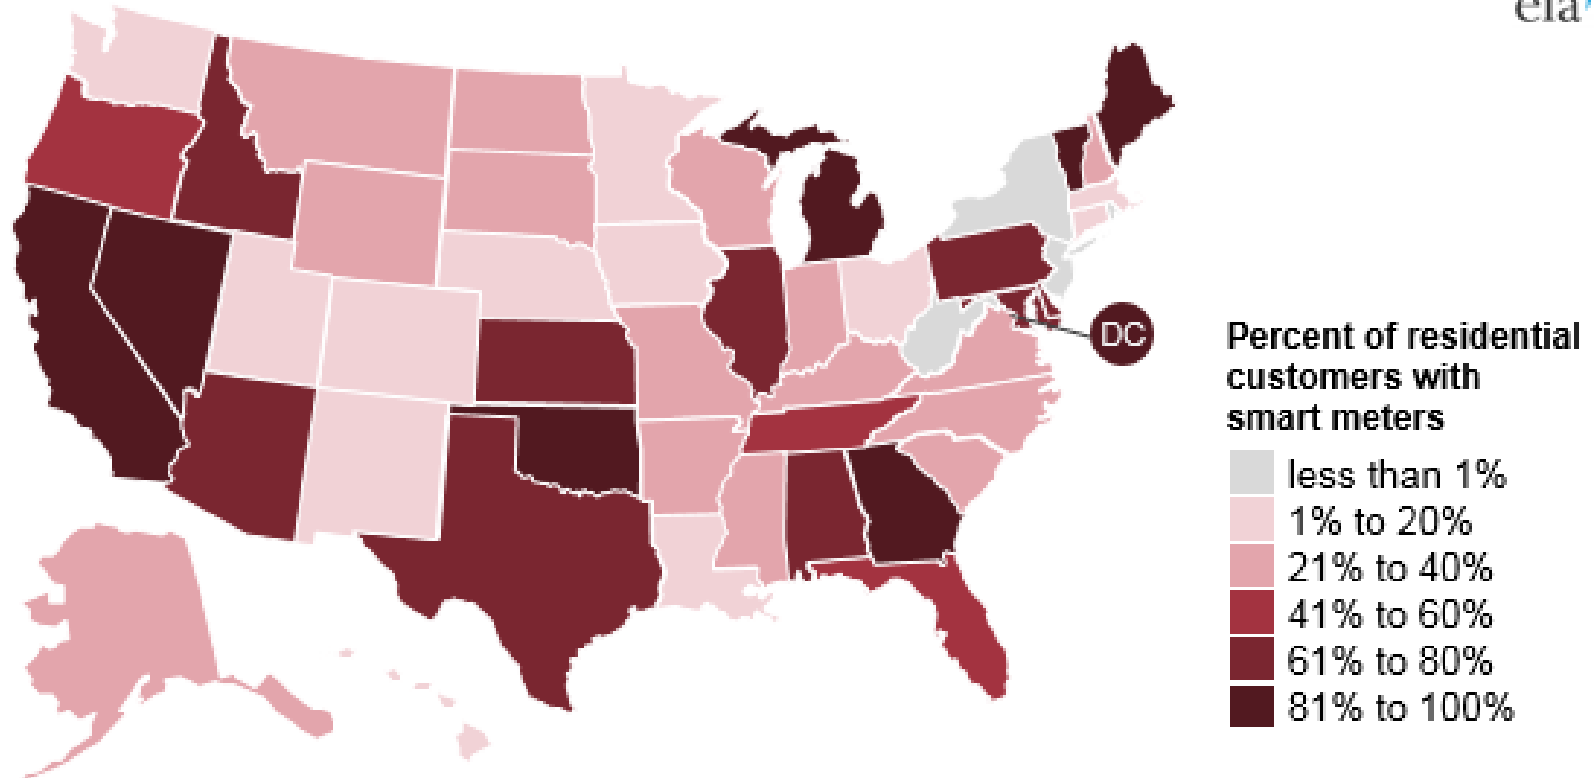 eia
DC
Percent of residential
customers with
smart meters
less than 1%
1% to 20%
21% to 40%
41% to 60%
61% to 80%
81% to 100%